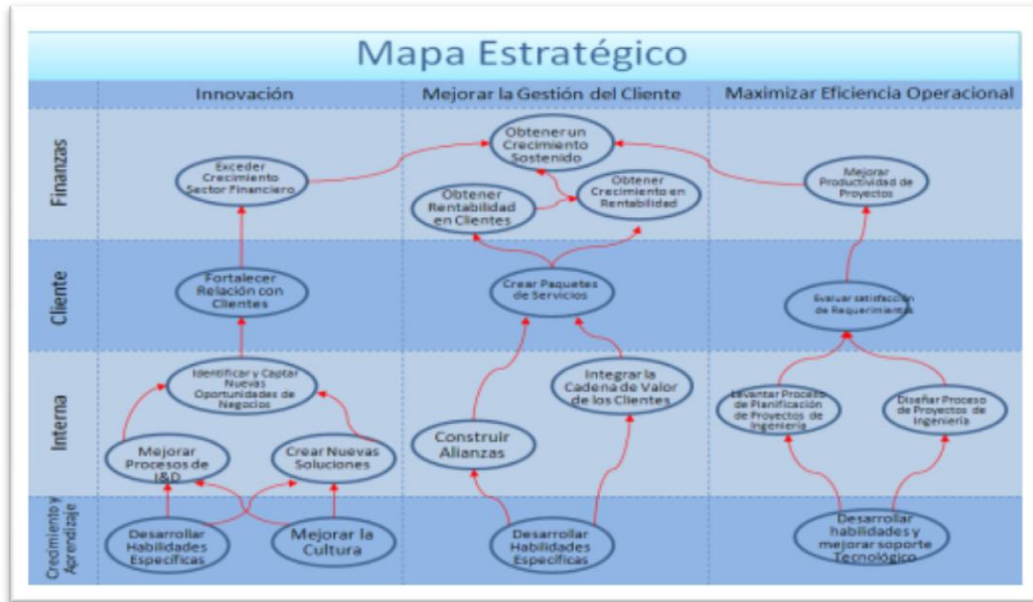 Mapa Estratégico
Innovación
Mejorar la Gestión del Cliente
Maximizar Eficiencia Operacional
Finanzas
Exceder
Crecimiento
Sector Financiero
Obtener un
Crecimiento
Sostenido
Obtener
Rentabilidad
en Clientes
Obtener
Crecimiento en
Rentabilidad
Mejorar
Productividad de
Proyectos
Cliente
Fortalecer
Relación con
Clientes
Crear Paquetes
de Servicios
Evaluar satisfacción
de Requerimientos
Interna
Identificar y Captar
Nuevas
Oportunidades de
Negocios
Mejorar
Procesos de
I&D
Crear Nuevas
Soluciones
Construir
Alianzas
Integrar la
Cadena de Valor
de los Clientes
Levantar Proceso
de Planificación
de Proyectos de
Ingeniería
Diseñar Proceso
de Proyectos de
Ingeniería
Crecimiento y
Aprendizaje
Desarrollar
Habilidades
Específicas
Mejorar la
Cultura
Desarrollar
Habilidades
Específicas
Desarrollar
habilidades y
mejorar soporte
Tecnológico